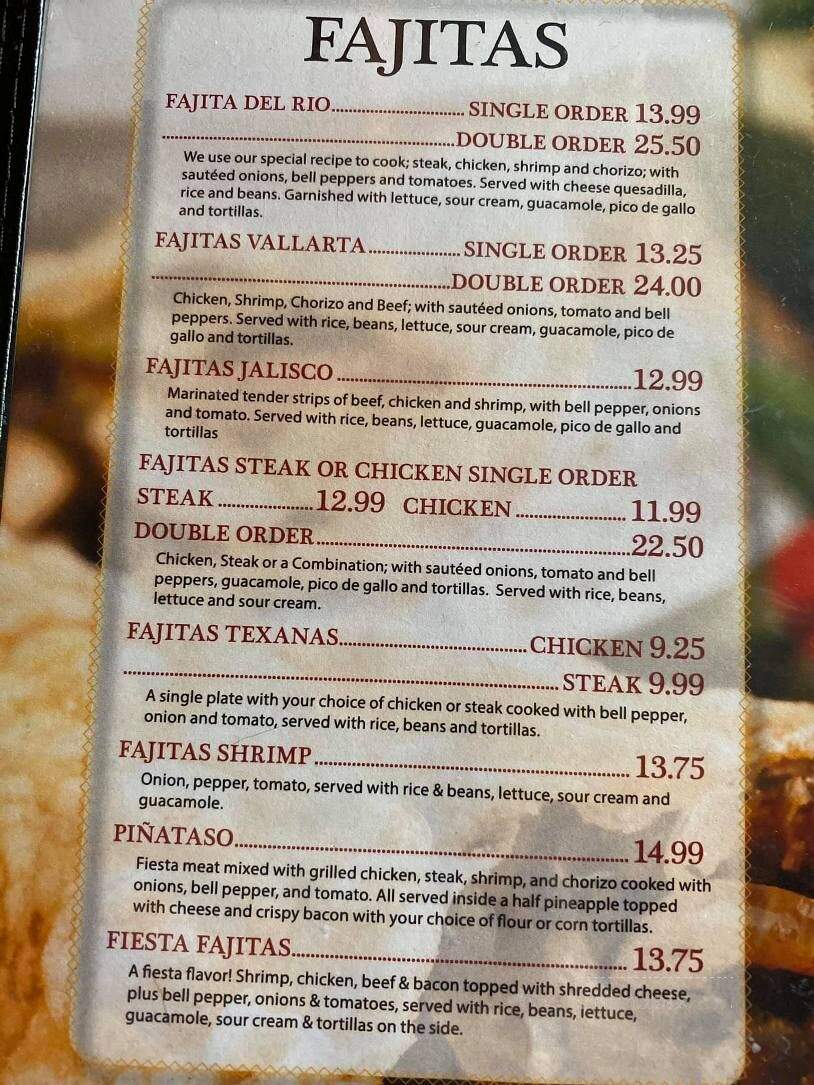 FAJITAS
FAJITA DEL RIO................................. SINGLE ORDER 13.99
........................................................................DOUBLE ORDER 25.50
We use our special recipe to cook; steak, chicken, shrimp and chorizo; with
sautéed onions, bell peppers and tomatoes. Served with cheese quesadilla,
rice and beans. Garnished with lettuce, sour cream, guacamole, pico de gallo
and tortillas.
FAJITAS VALLARTA...................... SINGLE ORDER 13.25
........................................................................DOUBLE ORDER 24.00
Chicken, Shrimp, Chorizo and Beef; with sautéed onions, tomato and bell
peppers. Served with rice, beans, lettuce, sour cream, guacamole, pico de
gallo and tortillas.
FAJITAS JALISCO ........................................................................12.99
Marinated tender strips of beef, chicken and shrimp, with bell pepper, onions
and tomato. Served with rice, beans, lettuce, guacamole, pico de gallo and
tortillas
FAJITAS STEAK OR CHICKEN SINGLE ORDER
STEAK .......................12.99 CHICKEN ........................... 11.99
DOUBLE ORDER............................................................................22.50
Chicken, Steak or a Combination; with sautéed onions, tomato and bell
peppers, guacamole, pico de gallo and tortillas. Served with rice, beans,
lettuce and sour cream.
FAJITAS TEXANAS............................................. CHICKEN 9.25
........................................................................................................ STEAK 9.99
A single plate with your choice of chicken or steak cooked with bell pepper,
onion and tomato, served with rice, beans and tortillas.
FAJITAS SHRIMP............................................................................ 13.75
Onion, pepper, tomato, served with rice & beans, lettuce, sour cream and
guacamole.
PIÑATASO............................................................................................... 14.99
Fiesta meat mixed with grilled chicken, steak, shrimp, and chorizo cooked with
onions, bell pepper, and tomato. All served inside a half pineapple topped
with cheese and crispy bacon with your choice of flour or corn tortillas.
FIESTA FAJITAS.................................................................................. 13.75
A fiesta flavor! Shrimp, chicken, beef & bacon topped with shredded cheese,
plus bell pepper, onions & tomatoes, served with rice, beans, lettuce,
guacamole, sour cream & tortillas on the side.